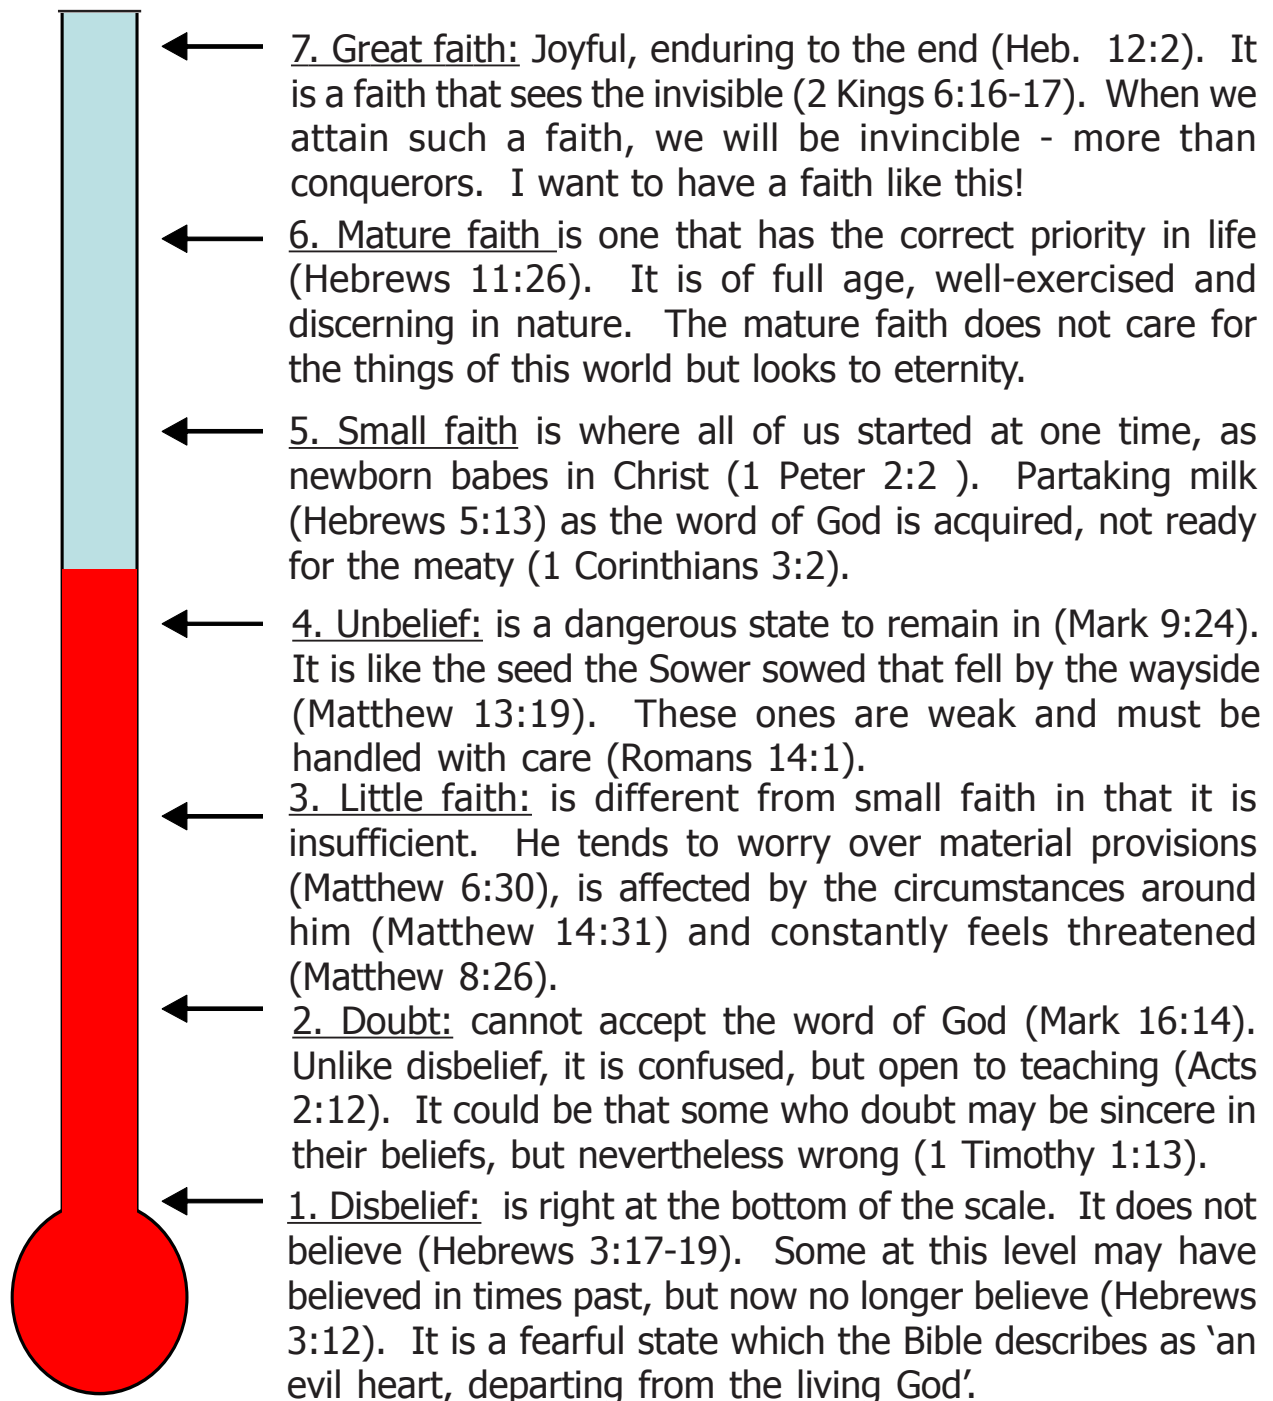 7. Great faith: Joyful, enduring to the end (Heb. 12:2). It
is a faith that sees the invisible (2 Kings 6:16-17). When we
attain such a faith, we will be invincible - more than
conquerors. I want to have a faith like this!
6. Mature faith is one that has the correct priority in life
(Hebrews 11:26). It is of full age, well-exercised and
discerning in nature. The mature faith does not care for
the things of this world but looks to eternity.
5. Small faith is where all of us started at one time, as
newborn babes in Christ (1 Peter 2:2 ). Partaking milk
(Hebrews 5:13) as the word of God is acquired, not ready
for the meaty (1 Corinthians 3:2).
4. Unbelief: is a dangerous state to remain in (Mark 9:24).
It is like the seed the Sower sowed that fell by the wayside
(Matthew 13:19). These ones are weak and must be
handled with care (Romans 14:1).
3. Little faith: is different from small faith in that it is
insufficient. He tends to worry over material provisions
(Matthew 6:30), is affected by the circumstances around
him (Matthew 14:31) and constantly feels threatened
(Matthew 8:26).
2. Doubt: cannot accept the word of God (Mark 16:14).
Unlike disbelief, it is confused, but open to teaching (Acts
2:12). It could be that some who doubt may be sincere in
their beliefs, but nevertheless wrong (1 Timothy 1:13).
1. Disbelief: is right at the bottom of the scale. It does not
believe (Hebrews 3:17-19). Some at this level may have
believed in times past, but now no longer believe (Hebrews
3:12). It is a fearful state which the Bible describes as ‘an
evil heart, departing from the living God’.